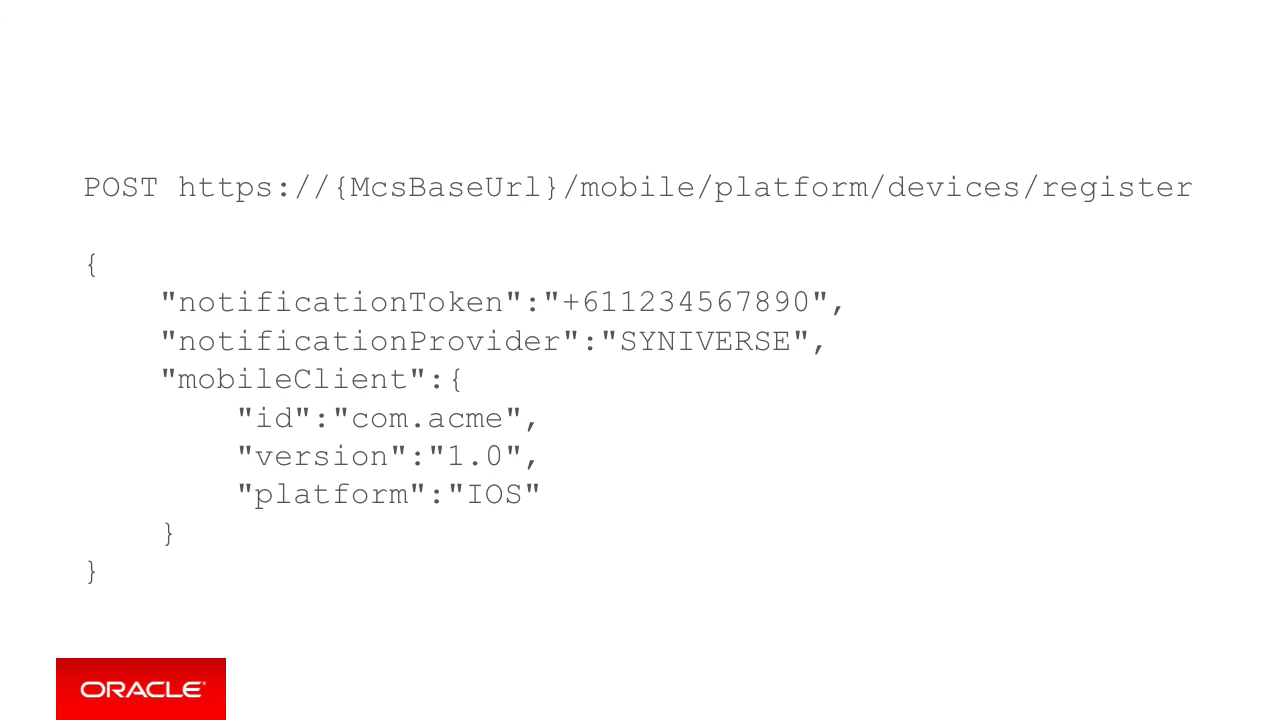 POST https://{McsBaseUrl}/mobile/platform/devices/register
{
    "notificationToken":"+611234567890",
    "notificationProvider":"SYNIVERSE",
    "mobileClient":{
        "id":"com.acme",
        "version":"1.0",
        "platform":"IOS"
    }
}
ORACLE®